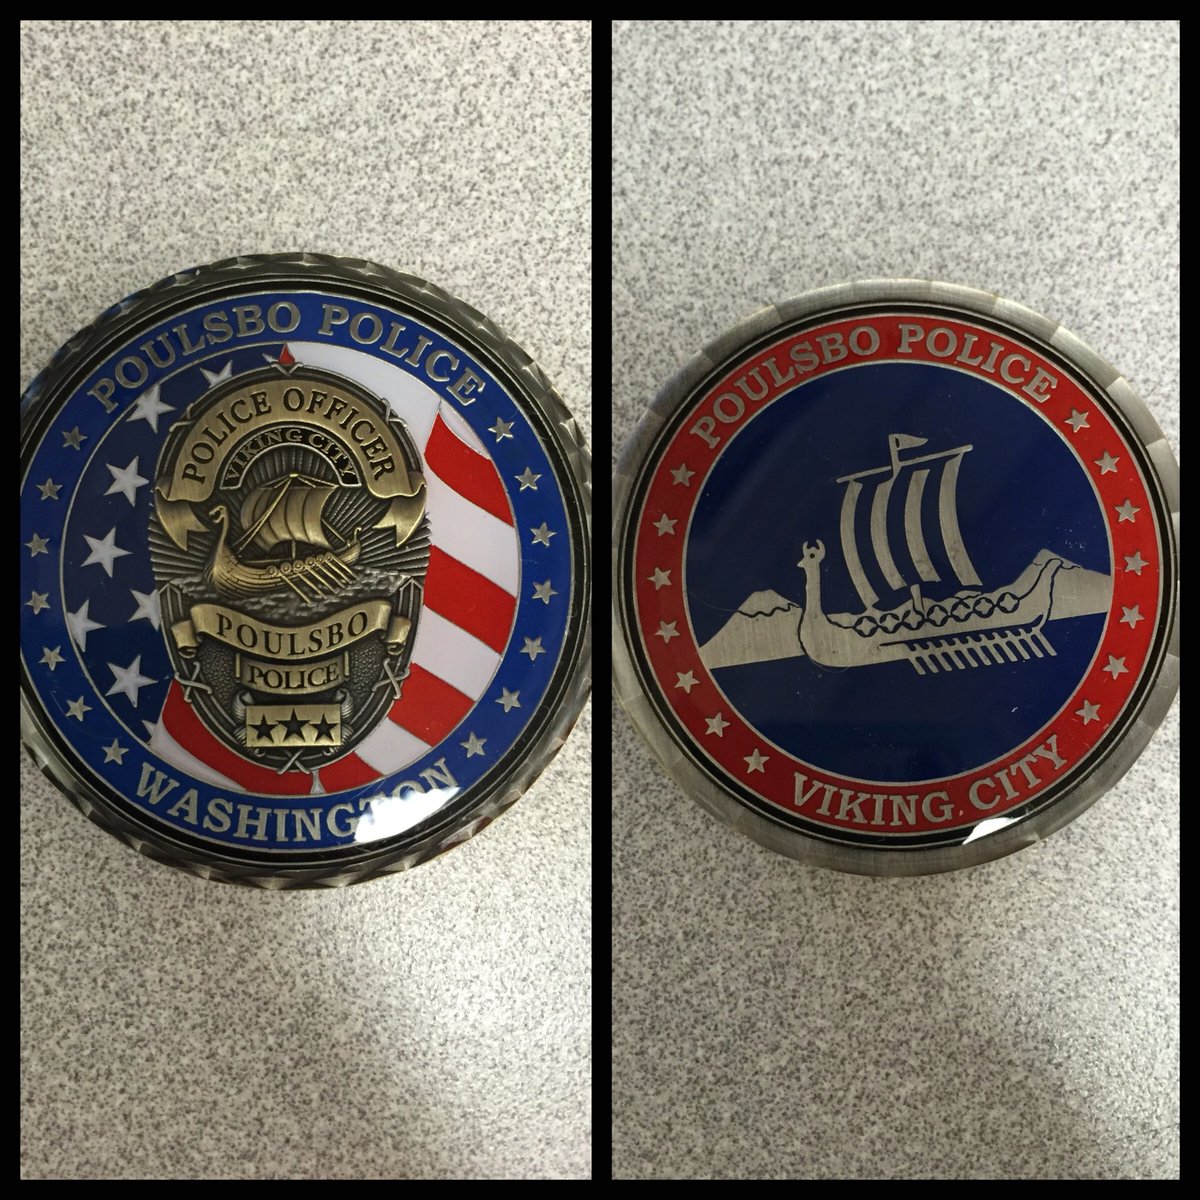 POULSBO POLICE
POLICE OFFICER
VIKING CITY
POULSBO
POLICE
WASHINGTON
POULSBO POLICE
VIKING CITY